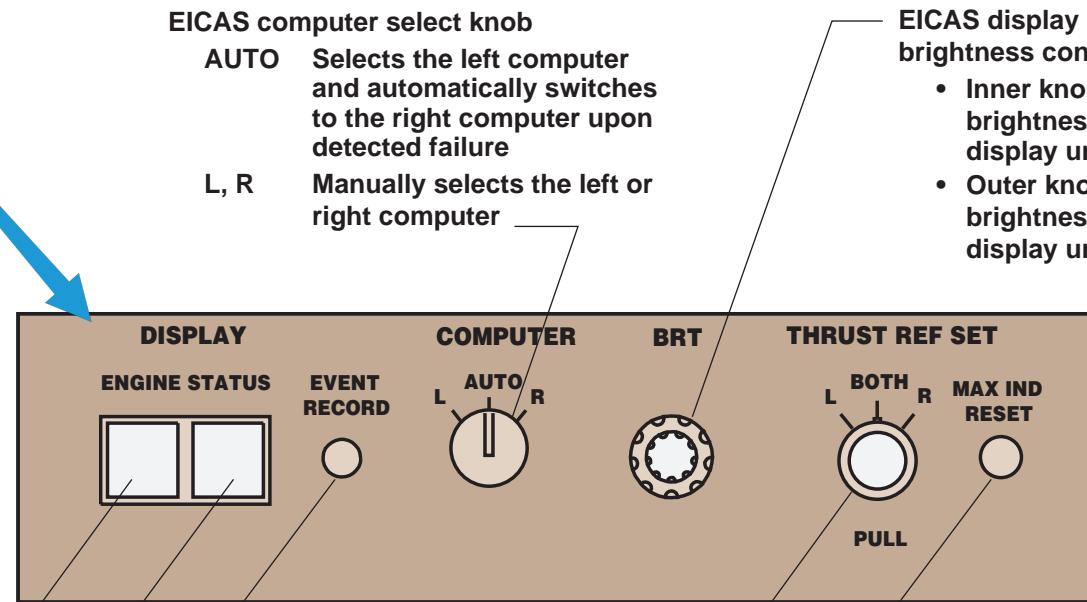 EICAS computer select knob
AUTO Selects the left computer
and automatically switches
to the right computer upon
detected failure
L, R Manually selects the left or
right computer
EICAS display
brightness con
• Inner kno
brightnes
display un
• Outer kno
brightnes
display un
DISPLAY COMPUTER BRT THRUST REF SET
ENGINE STATUS EVENT
RECORD
L AUTO R
L BOTH R
MAX IND
RESET
PULL